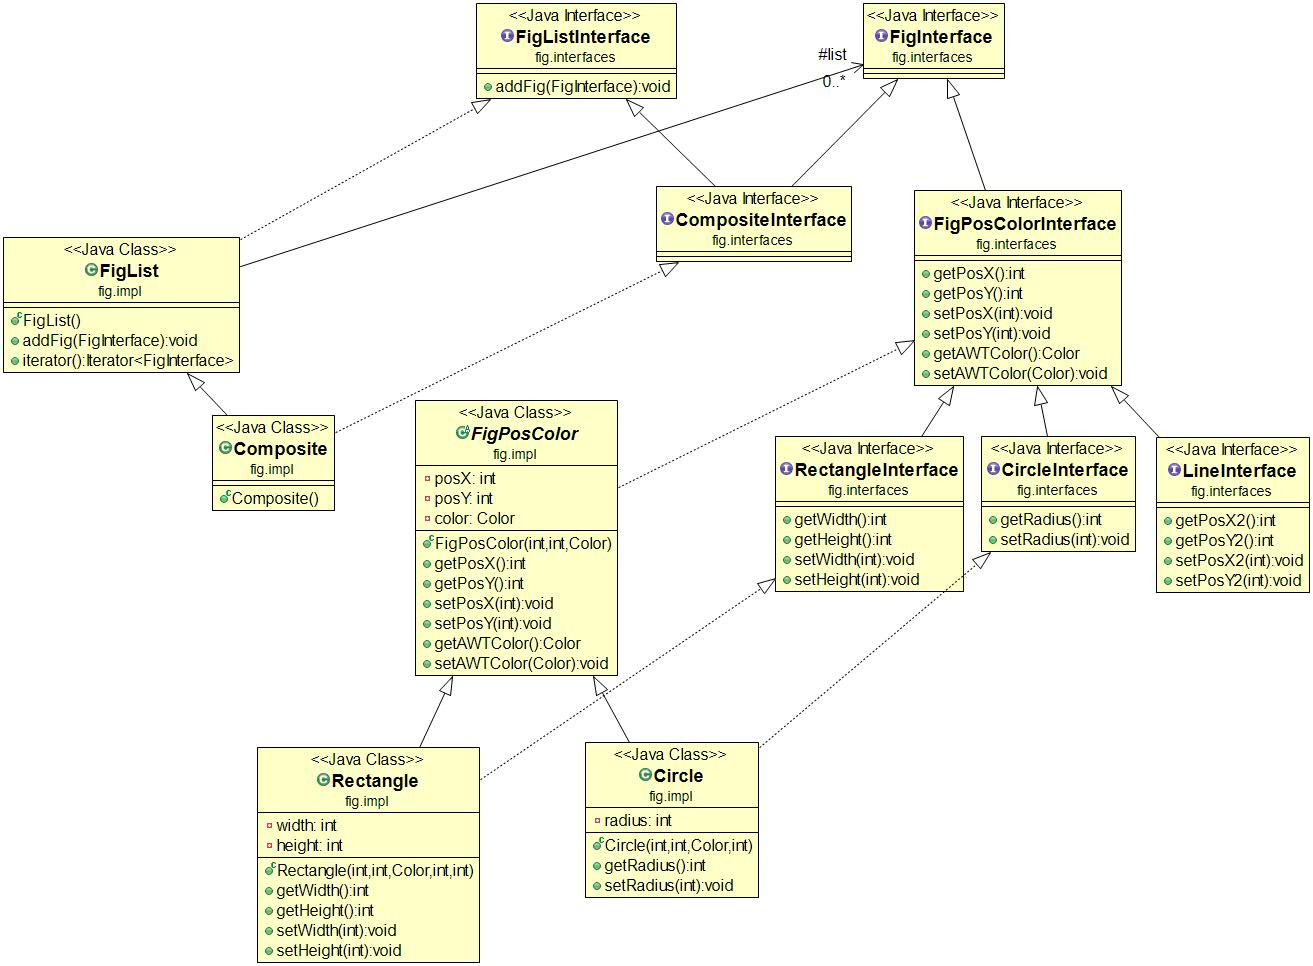 <<Java Interface>>
FigListInterface
fig.interfaces
addFig(FigInterface):void
<<Java Interface>>
FigInterface
fig.interfaces
#list
0..*
<<Java Interface>>
CompositeInterface
fig.interfaces
<<Java Interface>>
FigPosColorInterface
fig.interfaces
getPosX():int
getPosY():int
setPosX(int):void
setPosY(int):void
getAWTColor():Color
setAWTColor(Color):void
<<Java Class>>
FigList
fig.impl
FigList()
addFig(FigInterface):void
iterator():Iterator<FigInterface>
<<Java Class>>
Composite
fig.impl
Composite()
<<Java Class>>
FigPosColor
fig.impl
posX: int
posY: int
color: Color
FigPosColor(int,int,Color)
getPosX():int
getPosY():int
setPosX(int):void
setPosY(int):void
getAWTColor():Color
setAWTColor(Color):void
<<Java Interface>>
RectangleInterface
fig.interfaces
getWidth():int
getHeight():int
setWidth(int):void
setHeight(int):void
<<Java Interface>>
CircleInterface
fig.interfaces
getRadius():int
setRadius(int):void
<<Java Interface>>
LineInterface
fig.interfaces
getPosX2():int
getPosY2():int
setPosX2(int):void
setPosY2(int):void
<<Java Class>>
Rectangle
fig.impl
width: int
height: int
Rectangle(int,int,Color,int,int)
getWidth():int
getHeight():int
setWidth(int):void
setHeight(int):void
<<Java Class>>
Circle
fig.impl
radius: int
Circle(int,int,Color,int)
getRadius():int
setRadius(int):void